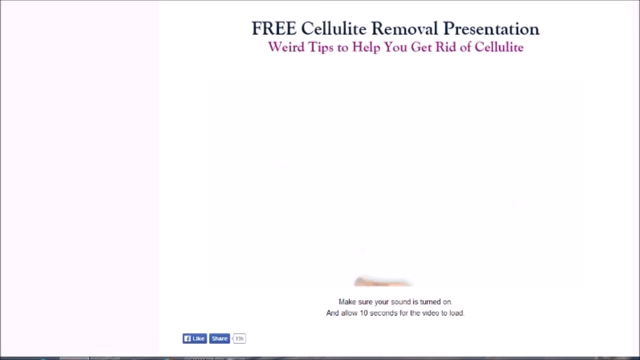 FREE Cellulite Removal Presentation
Weird Tips to Help You Get Rid of Cellulite
Make sure your sound is turned on.
And allow 10 seconds for the video to load.
Like Share